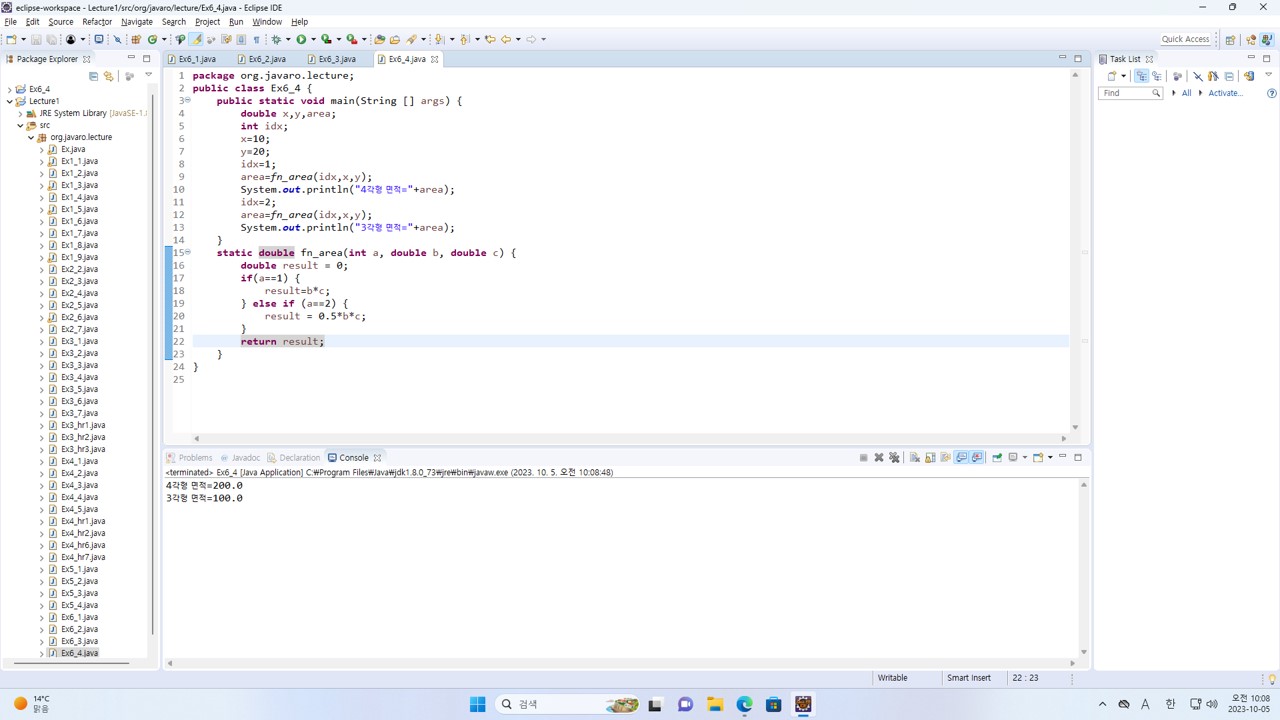 eclipse-workspace - Lecture1/src/org/javaro/lecture/Ex6_4.java - Eclipse IDE
File Edit Source Refactor Navigate Search Project Run Window Help
Quick Access
Package Explorer
Ex6_1.java Ex6_2.java Ex6_3.java Ex6_4.java
Task List
Find All Activate...
Ex6_4
Lecture1
JRE System Library [JavaSE-1.
src
org.javaro.lecture
Ex.java
Ex1_1.java
Ex1_2.java
Ex1_3.java
Ex1_4.java
Ex1_5.java
Ex1_6.java
Ex1_7.java
Ex1_8.java
Ex1_9.java
Ex2_2.java
Ex2_3.java
Ex2_4.java
Ex2_5.java
Ex2_6.java
Ex2_7.java
Ex3_1.java
Ex3_2.java
Ex3_3.java
Ex3_4.java
Ex3_5.java
Ex3_6.java
Ex3_7.java
Ex3_hr1.java
Ex3_hr2.java
Ex3_hr3.java
Ex4_1.java
Ex4_2.java
Ex4_3.java
Ex4_4.java
Ex4_5.java
Ex4_hr1.java
Ex4_hr2.java
Ex4_hr6.java
Ex4_hr7.java
Ex5_1.java
Ex5_2.java
Ex5_3.java
Ex5_4.java
Ex6_1.java
Ex6_2.java
Ex6_3.java
Ex6_4.java
1 package org.javaro.lecture;
2 public class Ex6_4 {
3 public static void main(String [] args) {
4 double x,y,area;
5 int idx;
6 x=10;
7 y=20;
8 idx=1;
9 area=fn_area(idx,x,y);
10 System.out.println("4각형 면적="+area);
11 idx=2;
12 area=fn_area(idx,x,y);
13 System.out.println("3각형 면적="+area);
14 }
15 static double fn_area(int a, double b, double c) {
16 double result = 0;
17 if(a==1) {
18 result=b*c;
19 } else if (a==2) {
20 result = 0.5*b*c;
21 }
22 return result;
23 }
24 }
25
Problems Javadoc Declaration Console
<terminated> Ex6_4 [Java Application] C:₩Program Files₩Java₩jdk1.8.0_73₩jre₩bin₩javaw.exe (2023. 10. 5. 오전 10:08:48)
4각형 면적=200.0
3각형 면적=100.0
Writable Smart Insert 22 : 23
14°C
맑음
검색
A 한
오전 10:08
2023-10-05